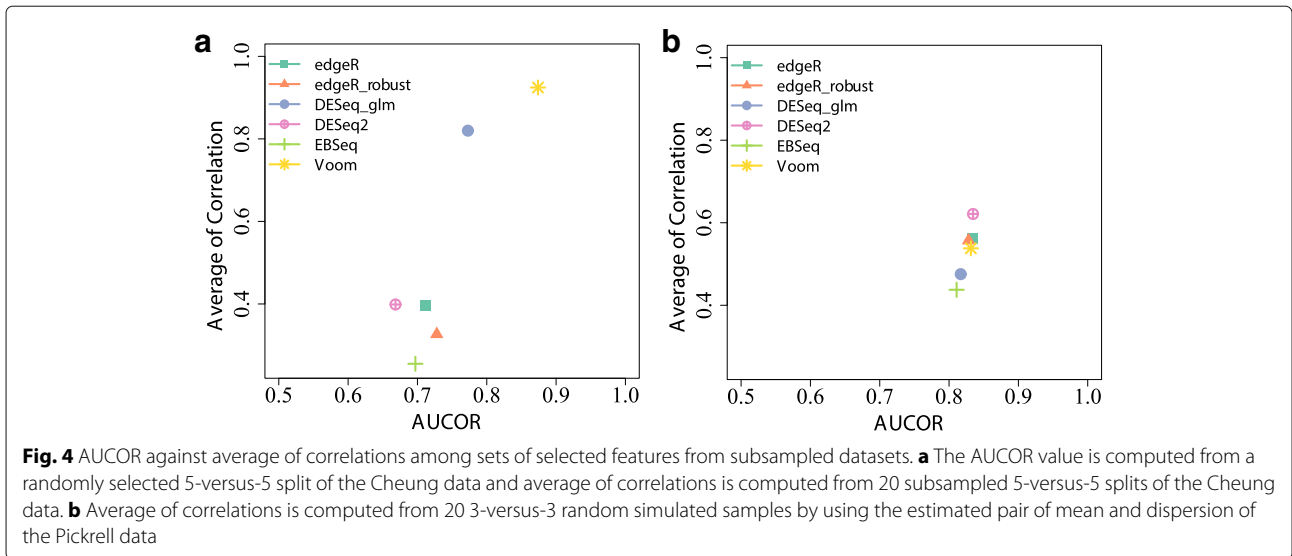 a
1.0
0.8
0.6
0.4
Average of Correlation
edgeR
edgeR_robust
DESeq_glm
DESeq2
EBSeq
Voom
0.5 0.6 0.7 0.8 0.9 1.0
AUCOR
b
1.0
0.8
0.6
0.4
Average of Correlation
edgeR
edgeR_robust
DESeq_glm
DESeq2
EBSeq
Voom
0.5 0.6 0.7 0.8 0.9 1.0
AUCOR
Fig. 4 AUCOR against average of correlations among sets of selected features from subsampled datasets. a The AUCOR value is computed from a
randomly selected 5-versus-5 split of the Cheung data and average of correlations is computed from 20 subsampled 5-versus-5 splits of the Cheung
data. b Average of correlations is computed from 20 3-versus-3 random simulated samples by using the estimated pair of mean and dispersion of
the Pickrell data